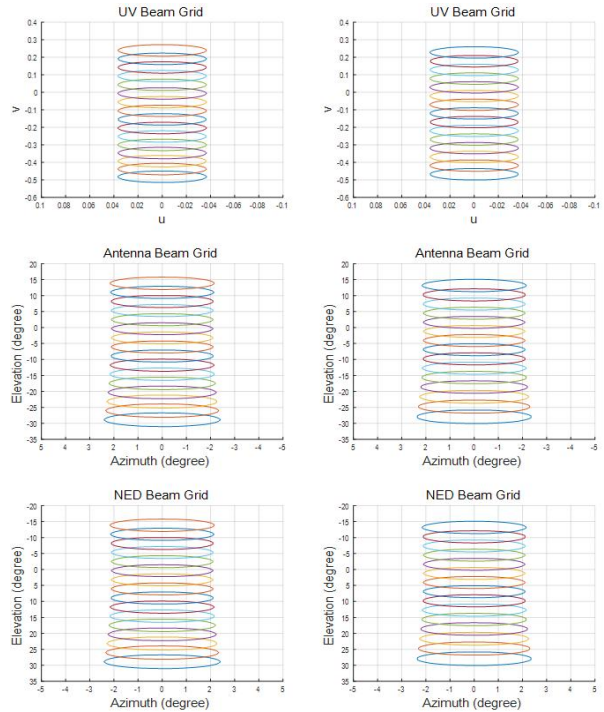 UV Beam Grid
0.4
0.3
0.2
0.1
0
-0.1
-0.2
-0.3
-0.4
-0.5
-0.6
v
0.1 0.08 0.06 0.04 0.02 0 -0.02 -0.04 -0.06 -0.08 -0.1
u
UV Beam Grid
0.4
0.3
0.2
0.1
0
-0.1
-0.2
-0.3
-0.4
-0.5
-0.6
v
0.1 0.08 0.06 0.04 0.02 0 -0.02 -0.04 -0.06 -0.08 -0.1
u
Antenna Beam Grid
20
15
10
5
0
-5
-10
-15
-20
-25
-30
-35
Elevation (degree)
5 4 3 2 1 0 -1 -2 -3 -4 -5
Azimuth (degree)
Antenna Beam Grid
20
15
10
5
0
-5
-10
-15
-20
-25
-30
-35
Elevation (degree)
5 4 3 2 1 0 -1 -2 -3 -4 -5
Azimuth (degree)
NED Beam Grid
-20
-15
-10
-5
0
5
10
15
20
25
30
35
Elevation (degree)
-5 -4 -3 -2 -1 0 1 2 3 4 5
Azimuth (degree)
NED Beam Grid
-20
-15
-10
-5
0
5
10
15
20
25
30
35
Elevation (degree)
-5 -4 -3 -2 -1 0 1 2 3 4 5
Azimuth (degree)